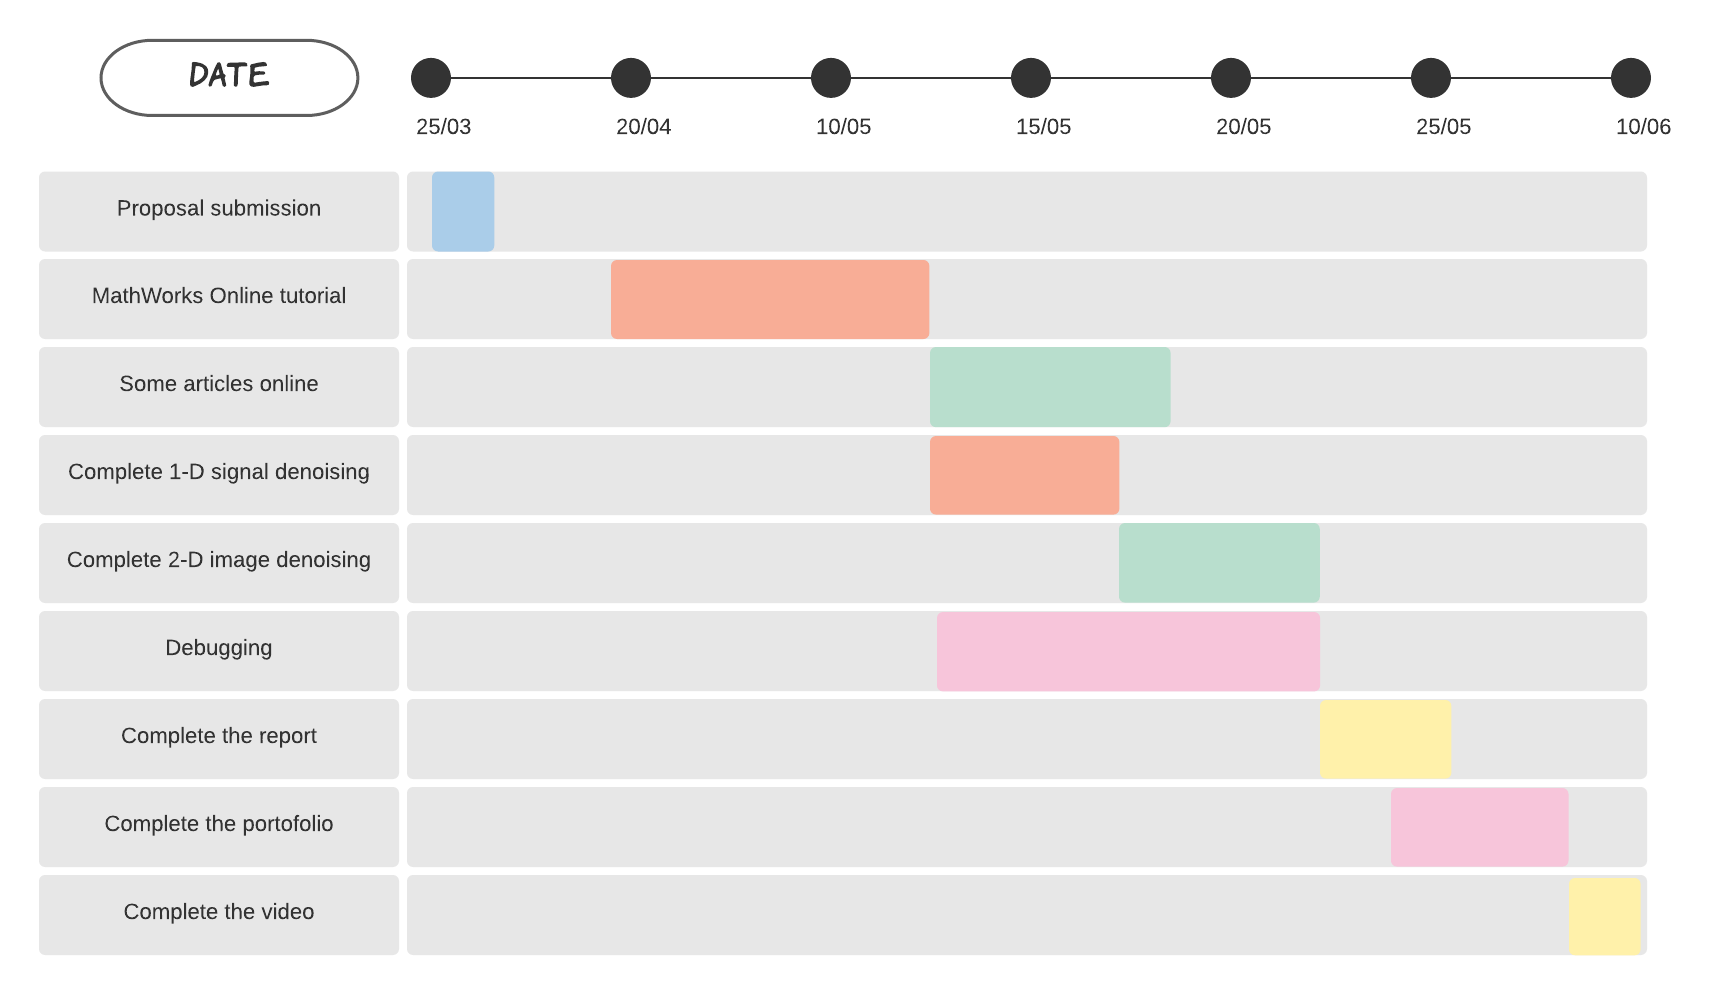 DATE
25/03
20/04
10/05
15/05
20/05
25/05
10/06
Proposal submission
MathWorks Online tutorial
Some articles online
Complete 1-D signal denoising
Complete 2-D image denoising
Debugging
Complete the report
Complete the portofolio
Complete the video